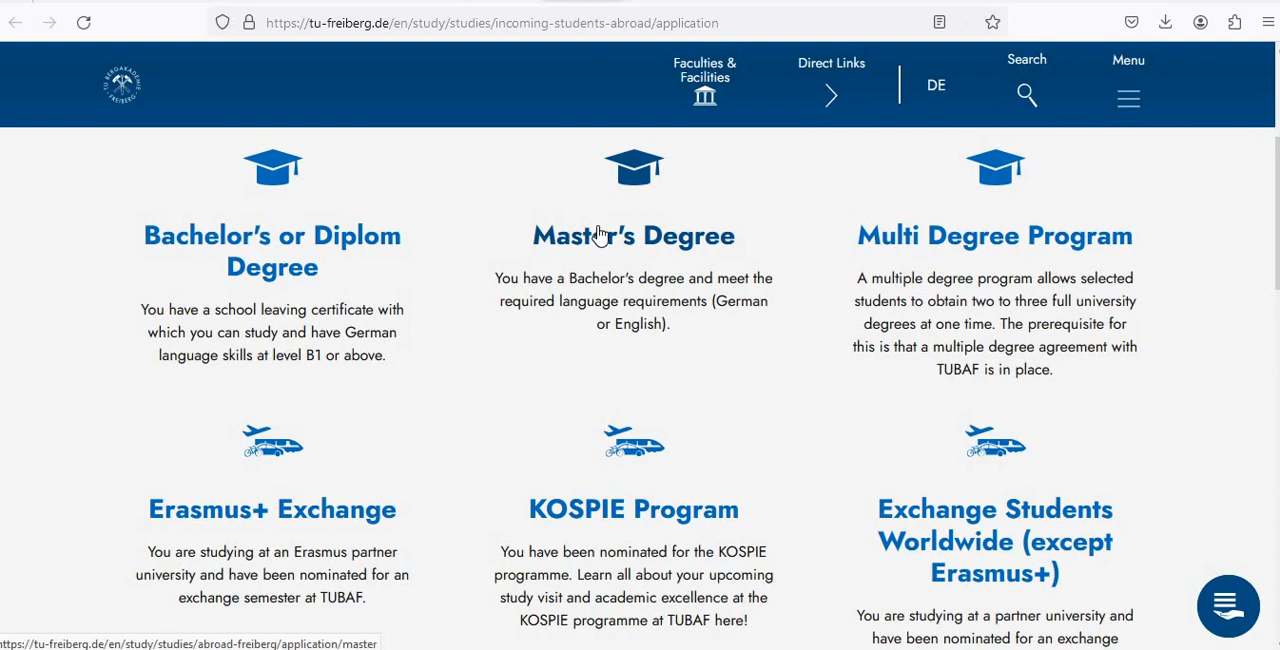 https://tu-freiberg.de/en/study/studies/incoming-students-abroad/application
TU BERGAKADEMIE FREIBERG
Faculties &
Facilities
Direct Links
DE
Search
Menu
Bachelor's or Diplom
Degree
You have a school leaving certificate with
which you can study and have German
language skills at level B1 or above.
Master's Degree
You have a Bachelor's degree and meet the
required language requirements (German
or English).
Multi Degree Program
A multiple degree program allows selected
students to obtain two to three full university
degrees at one time. The prerequisite for
this is that a multiple degree agreement with
TUBAF is in place.
Erasmus+ Exchange
You are studying at an Erasmus partner
university and have been nominated for an
exchange semester at TUBAF.
KOSPIE Program
You have been nominated for the KOSPIE
programme. Learn all about your upcoming
study visit and academic excellence at the
KOSPIE programme at TUBAF here!
Exchange Students
Worldwide (except
Erasmus+)
You are studying at a partner university and
have been nominated for an exchange
https://tu-freiberg.de/en/study/studies/abroad-freiberg/application/master